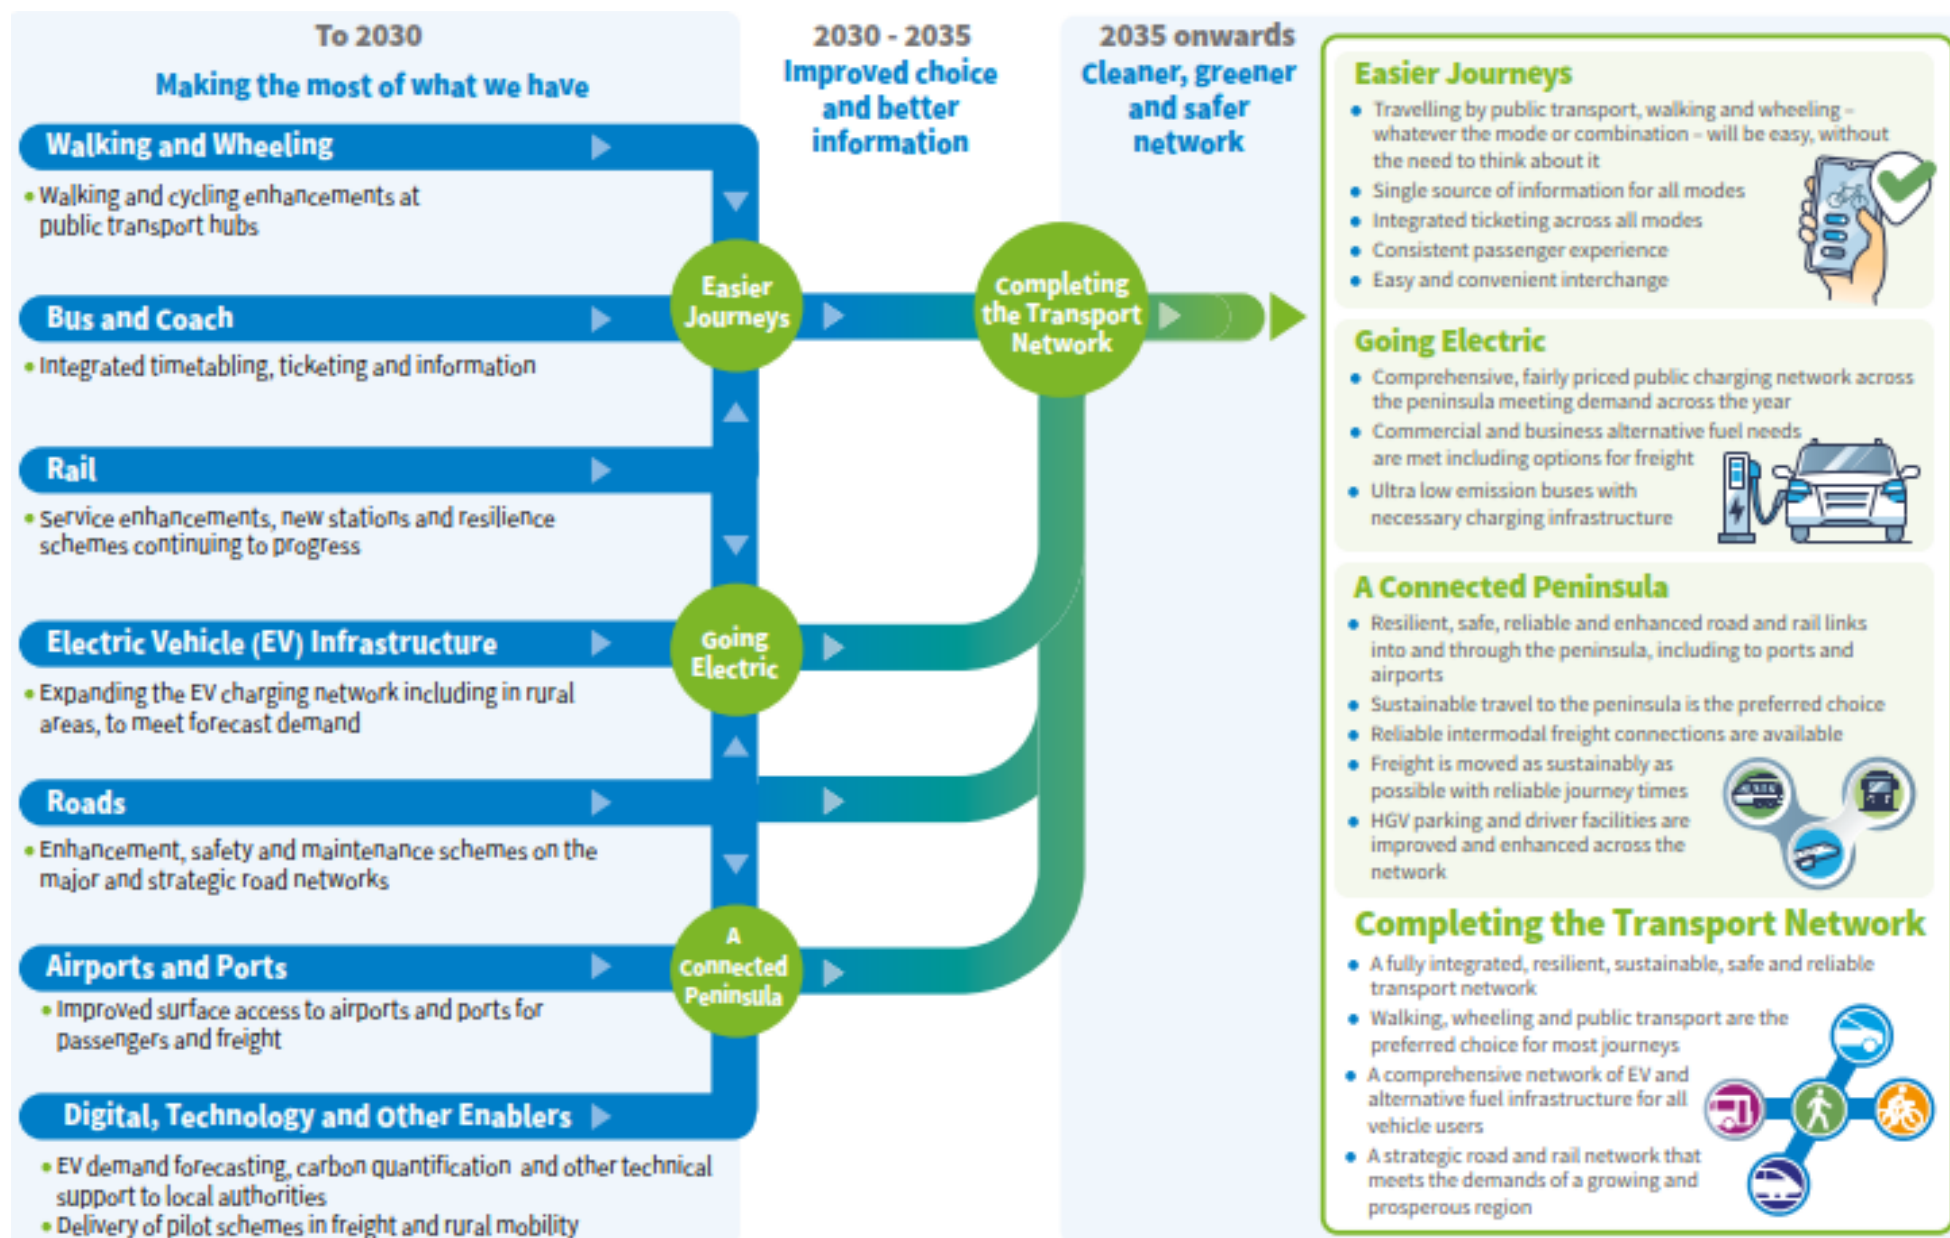 To 2030
Making the most of what we have
Walking and Wheeling
• Walking and cycling enhancements at
public transport hubs
Bus and Coach
• Integrated timetabling, ticketing and information
Rail
• Service enhancements, new stations and resilience
schemes continuing to progress
Electric Vehicle (EV) Infrastructure
• Expanding the EV charging network including in rural
areas, to meet forecast demand
Roads
• Enhancement, safety and maintenance schemes on the
major and strategic road networks
Airports and Ports
• Improved surface access to airports and ports for
passengers and freight
Digital, Technology and Other Enablers
• EV demand forecasting, carbon quantification and other technical
support to local authorities
• Delivery of pilot schemes in freight and rural mobility
Easier
Journeys
Going
Electric
A
Connected
Peninsula
2030 - 2035
Improved choice
and better
information
Completing
the Transport
Network
2035 onwards
Cleaner, greener
and safer
network
Easier Journeys
• Travelling by public transport, walking and wheeling –
whatever the mode or combination – will be easy, without
the need to think about it
• Single source of information for all modes
• Integrated ticketing across all modes
• Consistent passenger experience
• Easy and convenient interchange
Going Electric
• Comprehensive, fairly priced public charging network across
the peninsula meeting demand across the year
• Commercial and business alternative fuel needs
are met including options for freight
• Ultra low emission buses with
necessary charging infrastructure
A Connected Peninsula
• Resilient, safe, reliable and enhanced road and rail links
into and through the peninsula, including to ports and
airports
• Sustainable travel to the peninsula is the preferred choice
• Reliable intermodal freight connections are available
• Freight is moved as sustainably as
possible with reliable journey times
• HGV parking and driver facilities are
improved and enhanced across the
network
Completing the Transport Network
• A fully integrated, resilient, sustainable, safe and reliable
transport network
• Walking, wheeling and public transport are the
preferred choice for most journeys
• A comprehensive network of EV and
alternative fuel infrastructure for all
vehicle users
• A strategic road and rail network that
meets the demands of a growing and
prosperous region